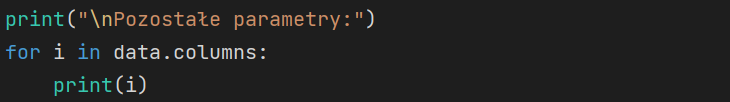 print("\nPozostałe parametry:")
for i in data.columns:
    print(i)